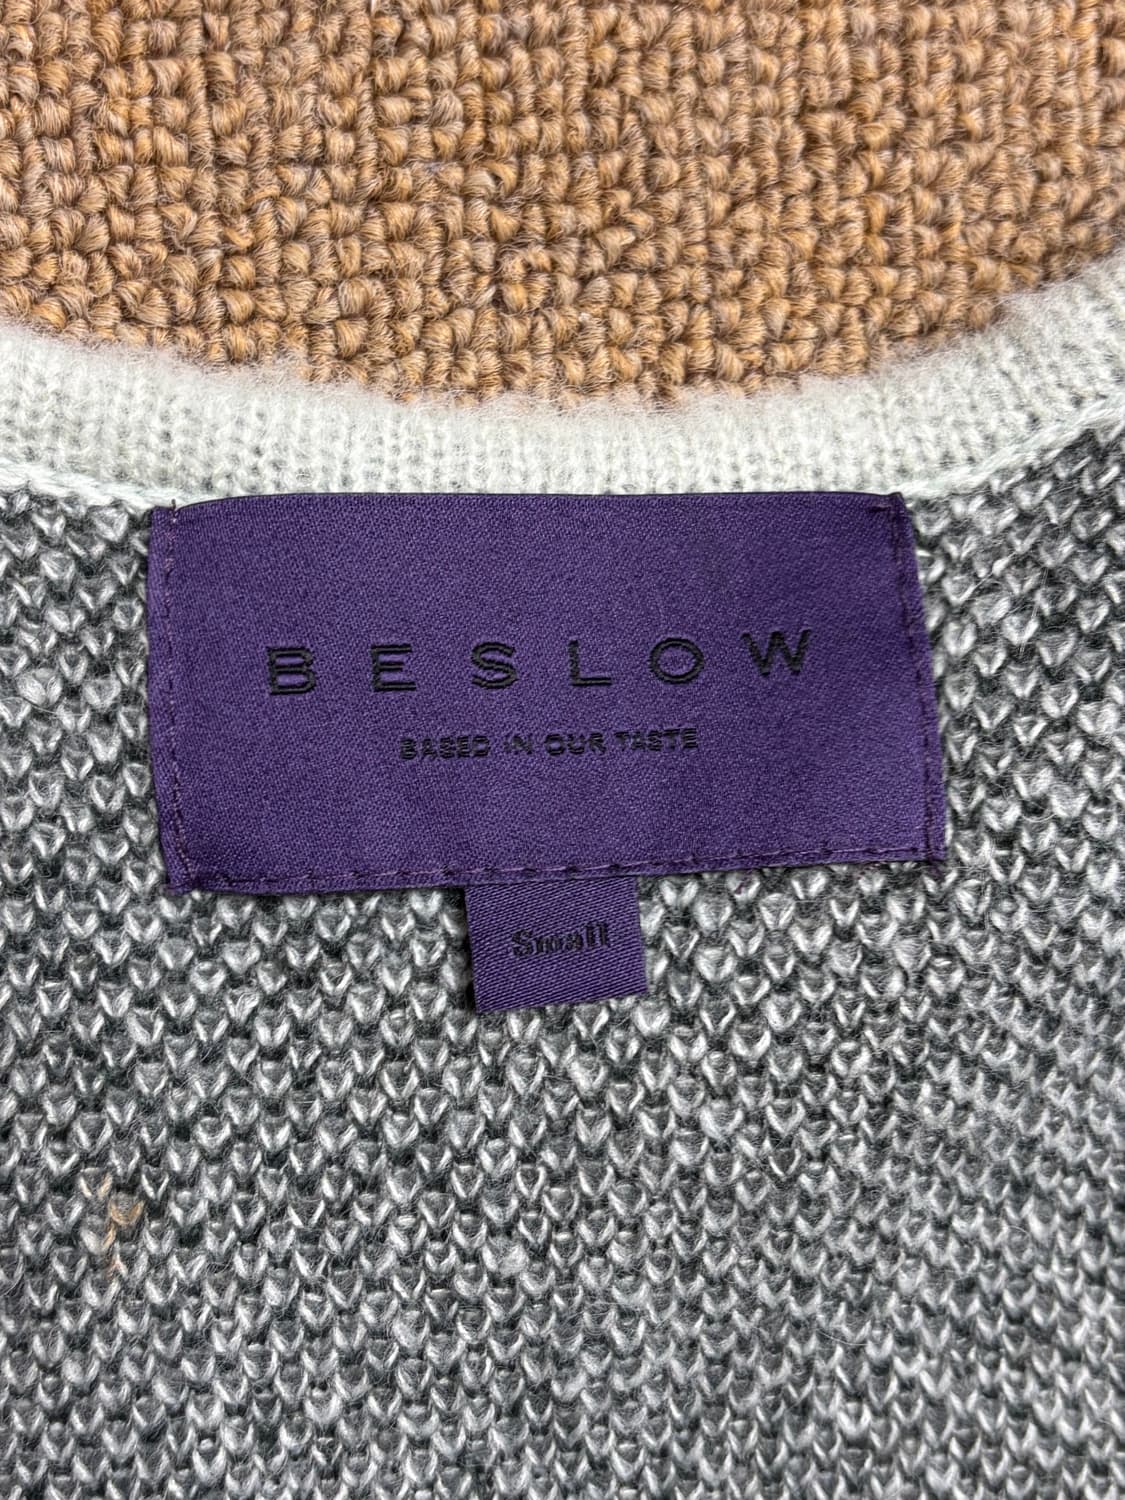 BESLOW
BASED IN OUR TASTE
Small